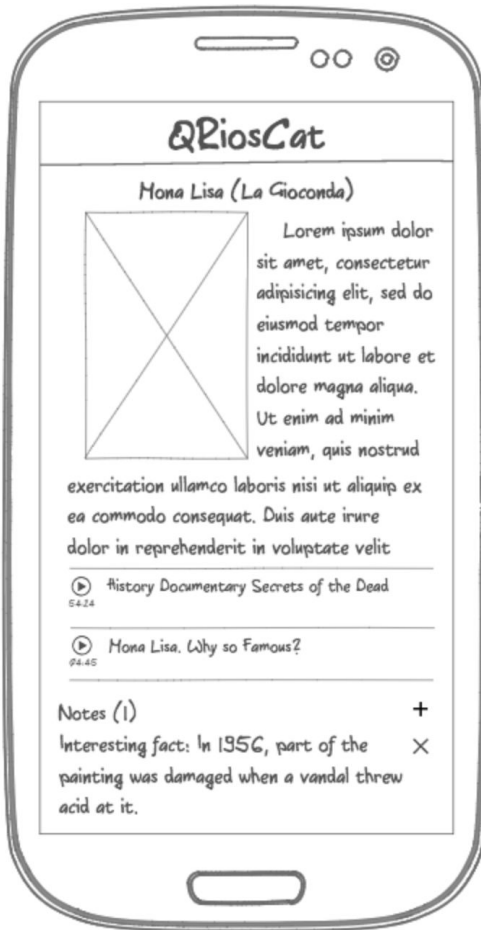 QRiosCat
Mona Lisa (La Gioconda)
Lorem ipsum dolor
sit amet, consectetur
adipisicing elit, sed do
eiusmod tempor
incididunt ut labore et
dolore magna aliqua.
Ut enim ad minim
veniam, quis nostrud
exercitation ullamco laboris nisi ut aliquip ex
ea commodo consequat. Duis aute irure
dolor in reprehenderit in voluptate velit
History Documentary Secrets of the Dead
54:24
Mona Lisa. Why so Famous?
04:45
Notes (1) +
Interesting fact: In 1956, part of the ×
painting was damaged when a vandal threw
acid at it.